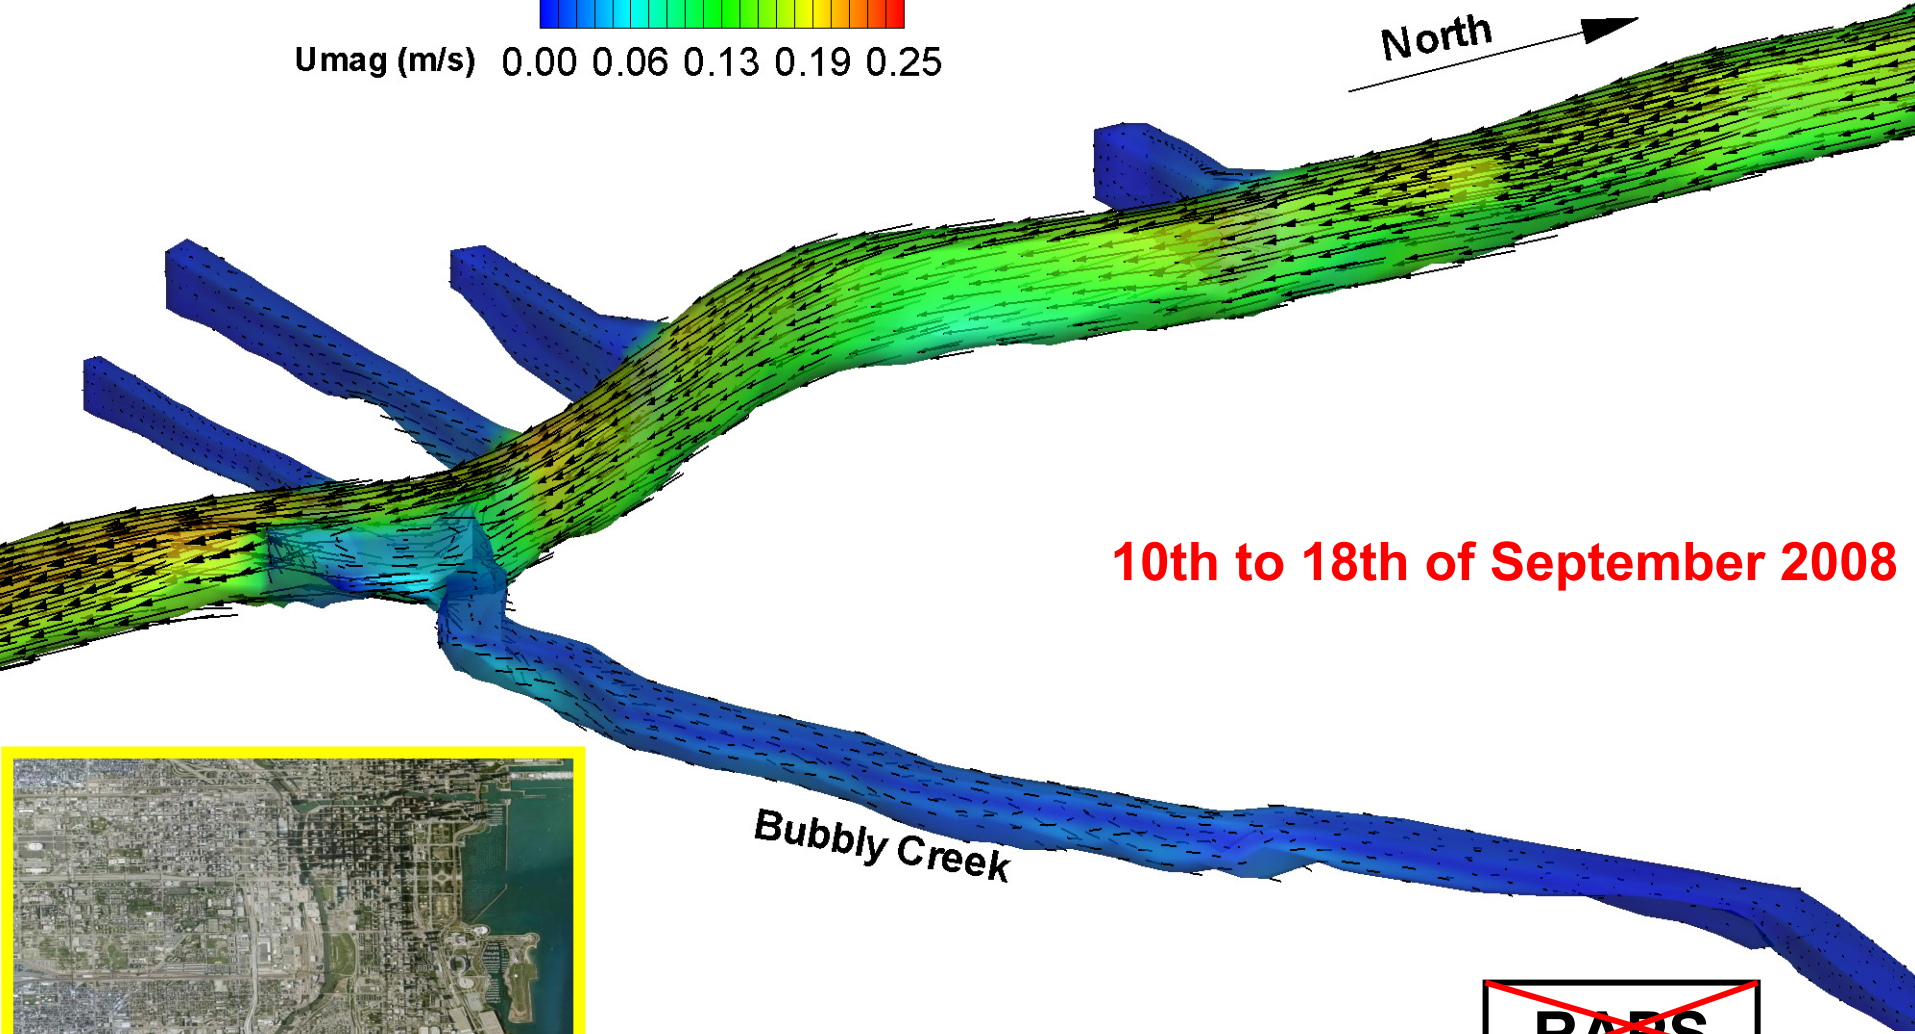 Umag (m/s) 0.00 0.06 0.13 0.19 0.25
North
10th to 18th of September 2008
Bubbly Creek
RAPS